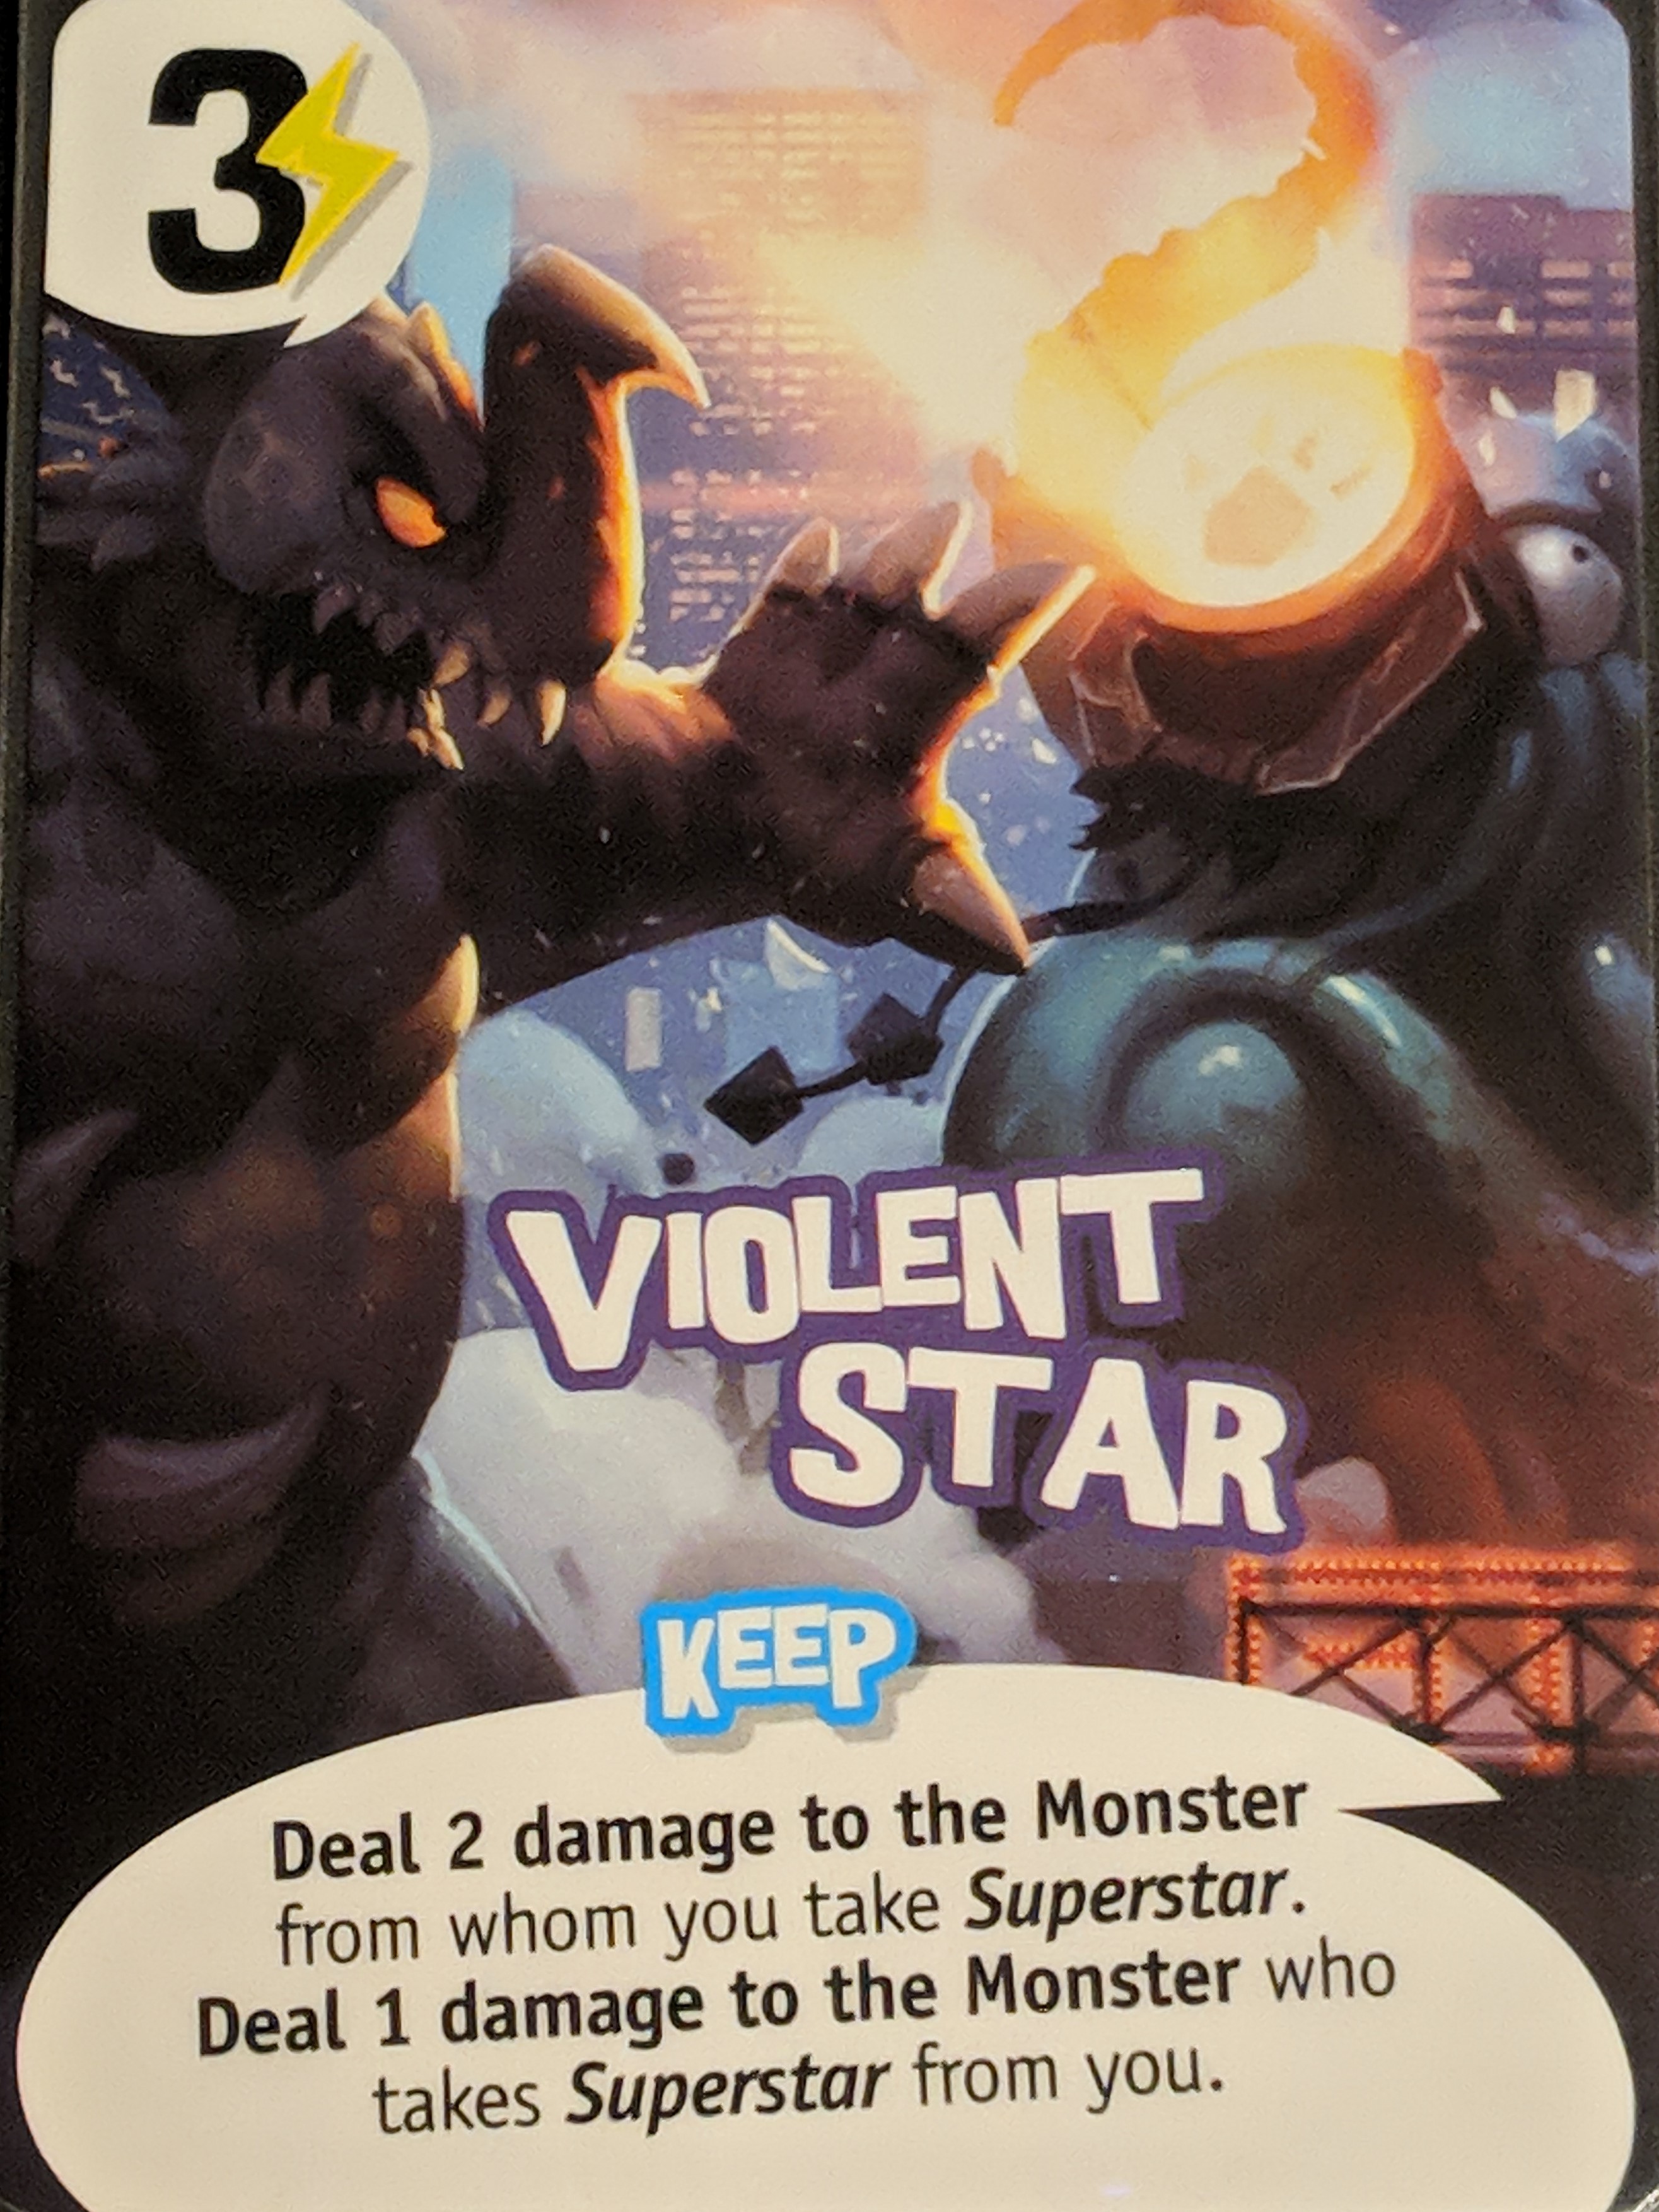 3
VIOLENT
STAR
KEEP
Deal 2 damage to the Monster
from whom you take Superstar.
Deal 1 damage to the Monster who
takes Superstar from you.